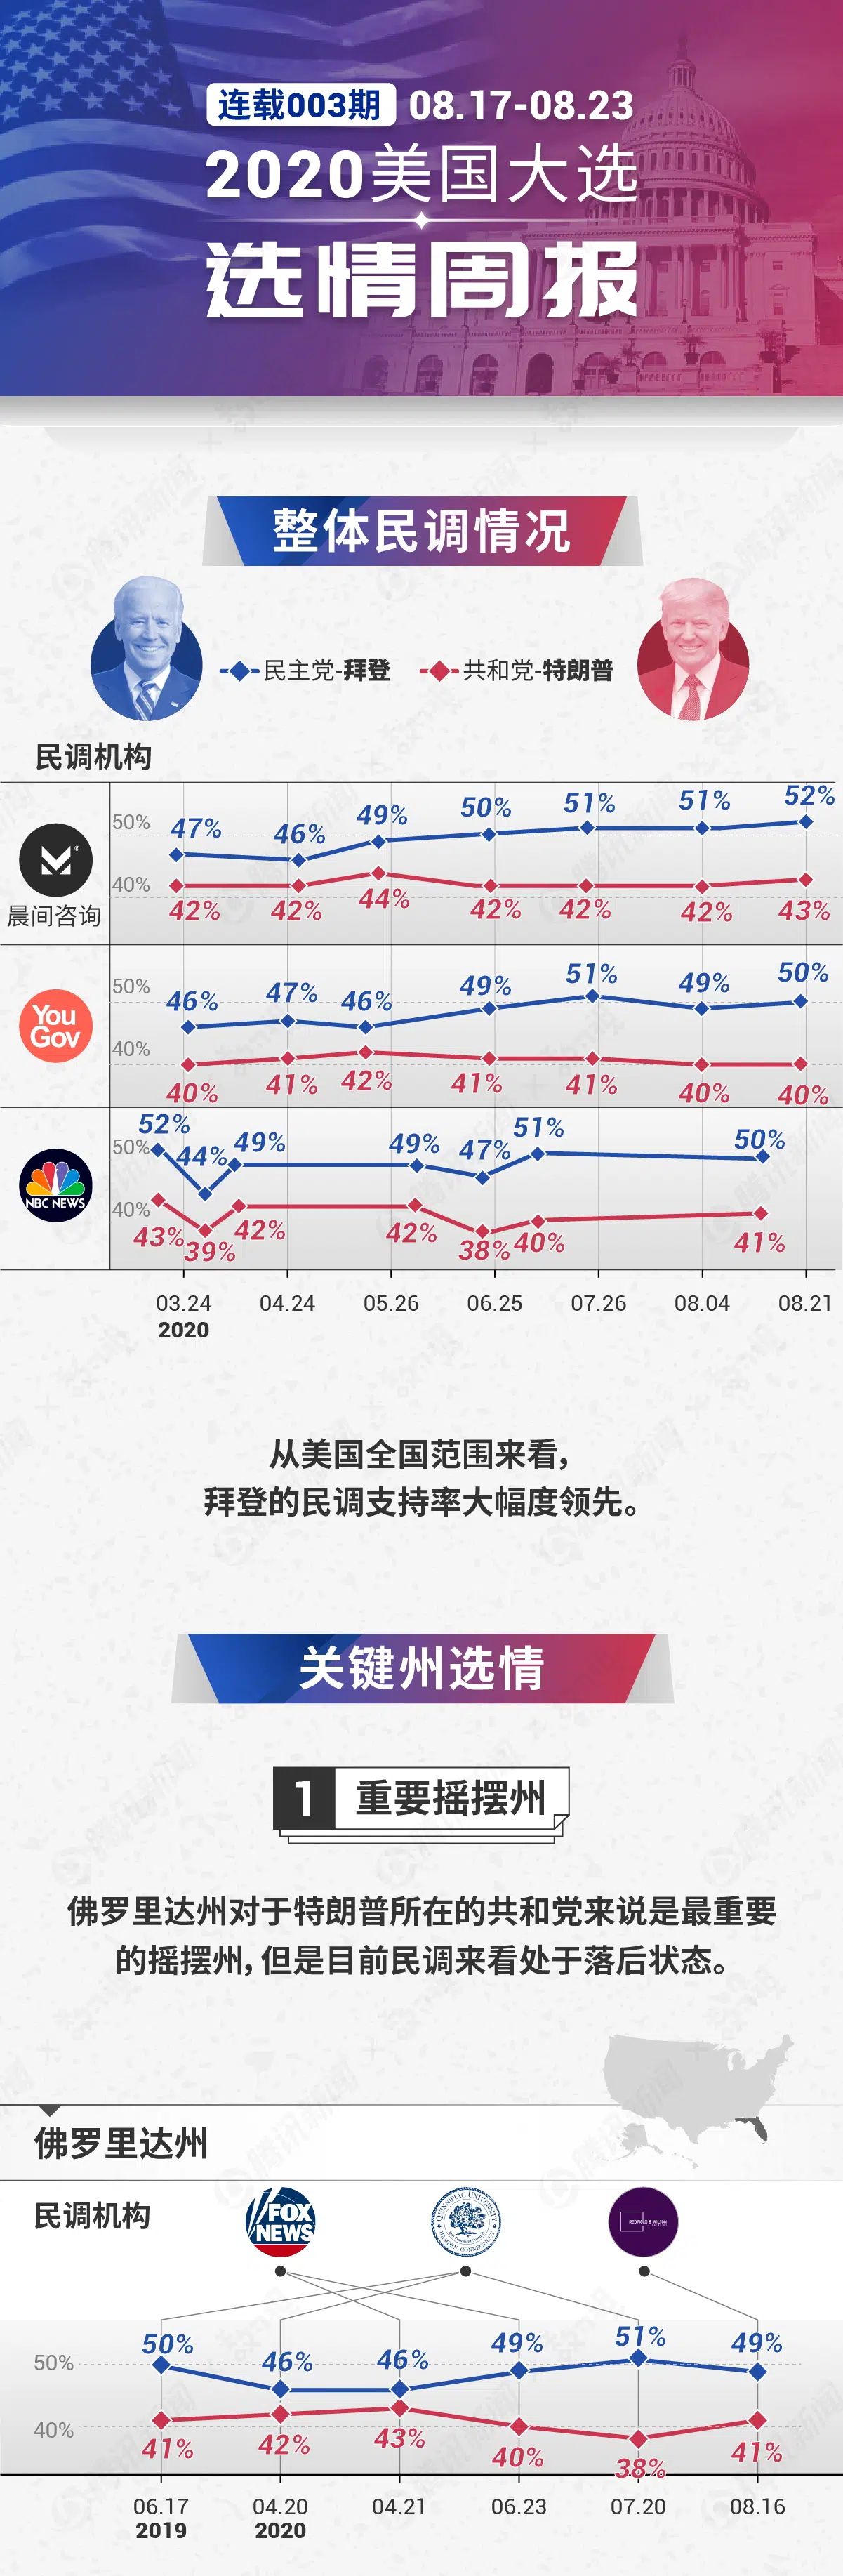 连载003期 08.17-08.23
2020美国大选
选情周报
整体民调情况
民主党-拜登 共和党-特朗普
民调机构
50% 47% 46% 49% 50% 51% 51% 52%
40% 42% 42% 44% 42% 42% 42% 43%
晨间咨询
50% 46% 47% 46% 49% 51% 49% 50%
You
Gov
40% 40% 41% 42% 41% 41% 40% 40%
50% 52% 44% 49% 49% 47% 51% 50%
NBC NEWS
40% 43% 39% 42% 42% 38% 40% 41%
03.24 04.24 05.26 06.25 07.26 08.04 08.21
2020
从美国全国范围来看,
拜登的民调支持率大幅度领先。
关键州选情
1 重要摇摆州
佛罗里达州对于特朗普所在的共和党来说是最重要
的摇摆州, 但是目前民调来看处于落后状态。
佛罗里达州
民调机构
FOX
NEWS
QUINNIPIAC UNIVERSITY
HAMDEN, CONNECTICUT
REDFIELD & WILTON
50% 50% 46% 46% 49% 51% 49%
40% 41% 42% 43% 40% 38% 41%
06.17 04.20 04.21 06.23 07.20 08.16
2019 2020
腾讯新闻